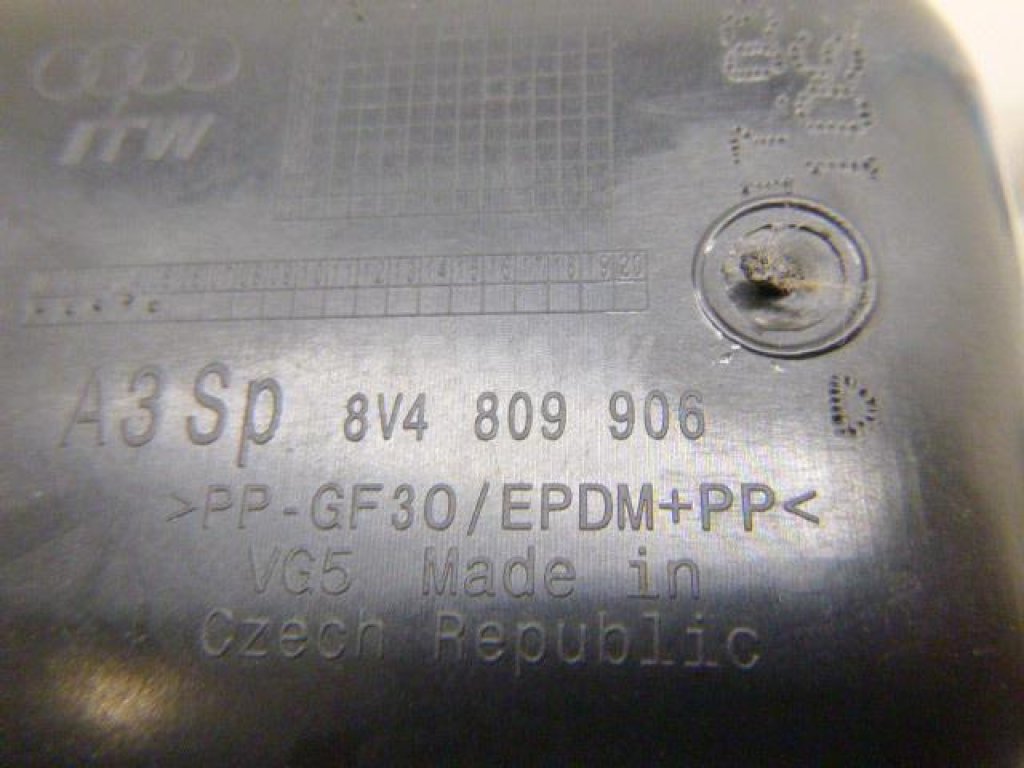 ITW
A3 Sp 8V4 809 906
>PP-GF30/EPDM+PP<
VG5 Made in
Czech Republic
D